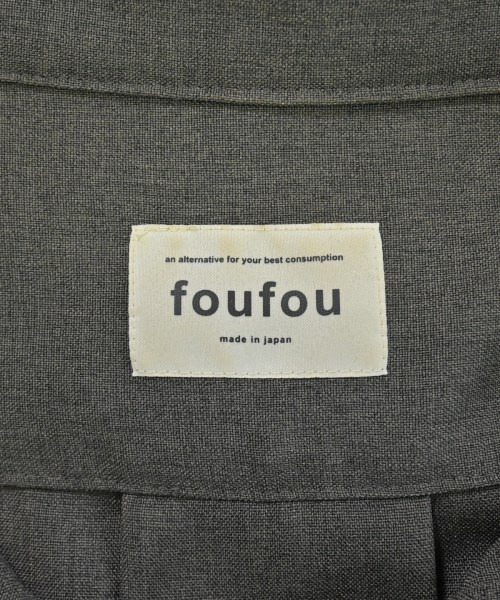 an alternative for your best consumption
foufou
made in japan